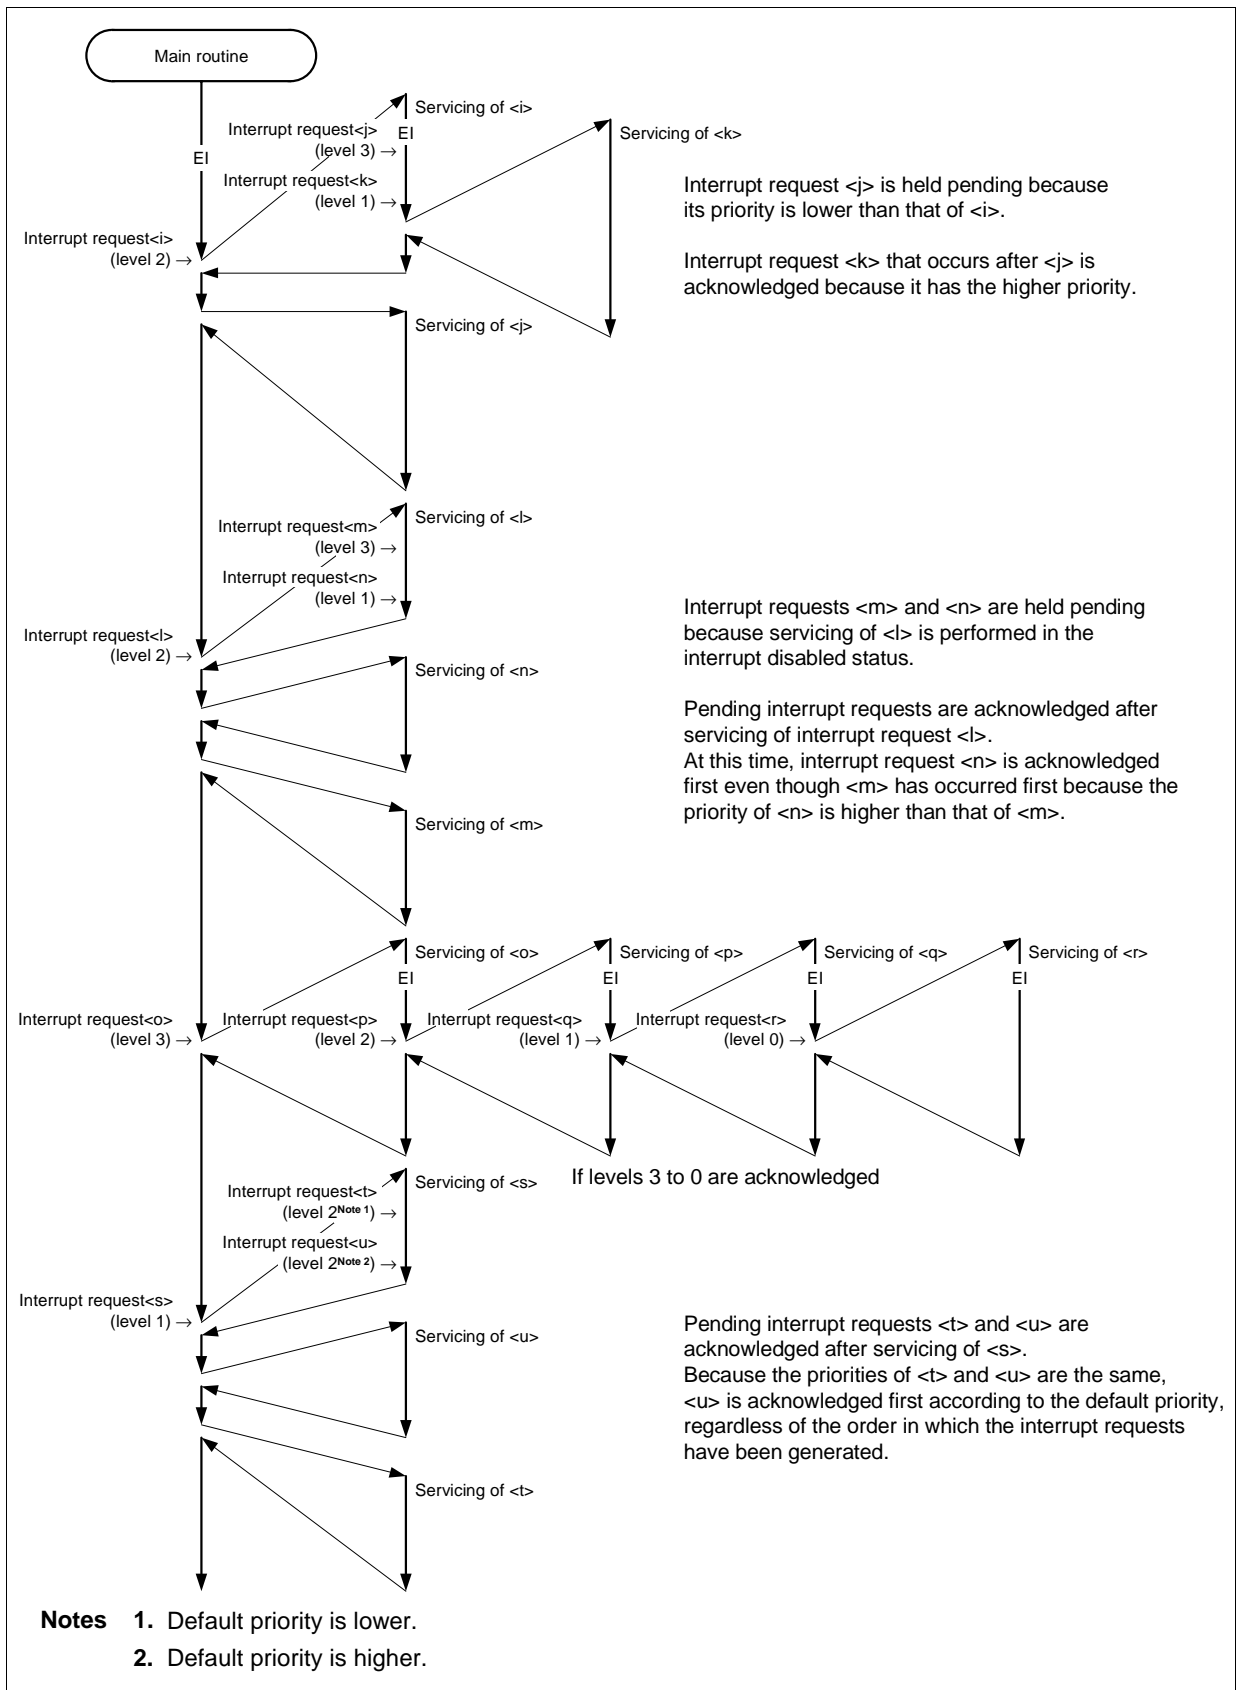 Main routine
Servicing of <i>
Interrupt request<j>
(level 3) →
EI
Servicing of <k>
EI
Interrupt request<k>
(level 1) →
Interrupt request <j> is held pending because
its priority is lower than that of <i>.
Interrupt request<i>
(level 2) →
Interrupt request <k> that occurs after <j> is
acknowledged because it has the higher priority.
Servicing of <j>
Servicing of <l>
Interrupt request<m>
(level 3) →
Interrupt request<n>
(level 1) →
Interrupt request<l>
(level 2) →
Interrupt requests <m> and <n> are held pending
because servicing of <l> is performed in the
interrupt disabled status.
Servicing of <n>
Pending interrupt requests are acknowledged after
servicing of interrupt request <l>.
At this time, interrupt request <n> is acknowledged
first even though <m> has occurred first because the
priority of <n> is higher than that of <m>.
Servicing of <m>
Servicing of <o>
Servicing of <p>
Servicing of <q>
Servicing of <r>
EI
EI
EI
EI
Interrupt request<o>
(level 3) →
Interrupt request<p>
(level 2) →
Interrupt request<q>
(level 1) →
Interrupt request<r>
(level 0) →
If levels 3 to 0 are acknowledged
Servicing of <s>
Interrupt request<t>
(level 2Note 1) →
Interrupt request<u>
(level 2Note 2) →
Interrupt request<s>
(level 1) →
Servicing of <u>
Pending interrupt requests <t> and <u> are
acknowledged after servicing of <s>.
Because the priorities of <t> and <u> are the same,
<u> is acknowledged first according to the default priority,
regardless of the order in which the interrupt requests
have been generated.
Servicing of <t>
Notes 1. Default priority is lower.
2. Default priority is higher.